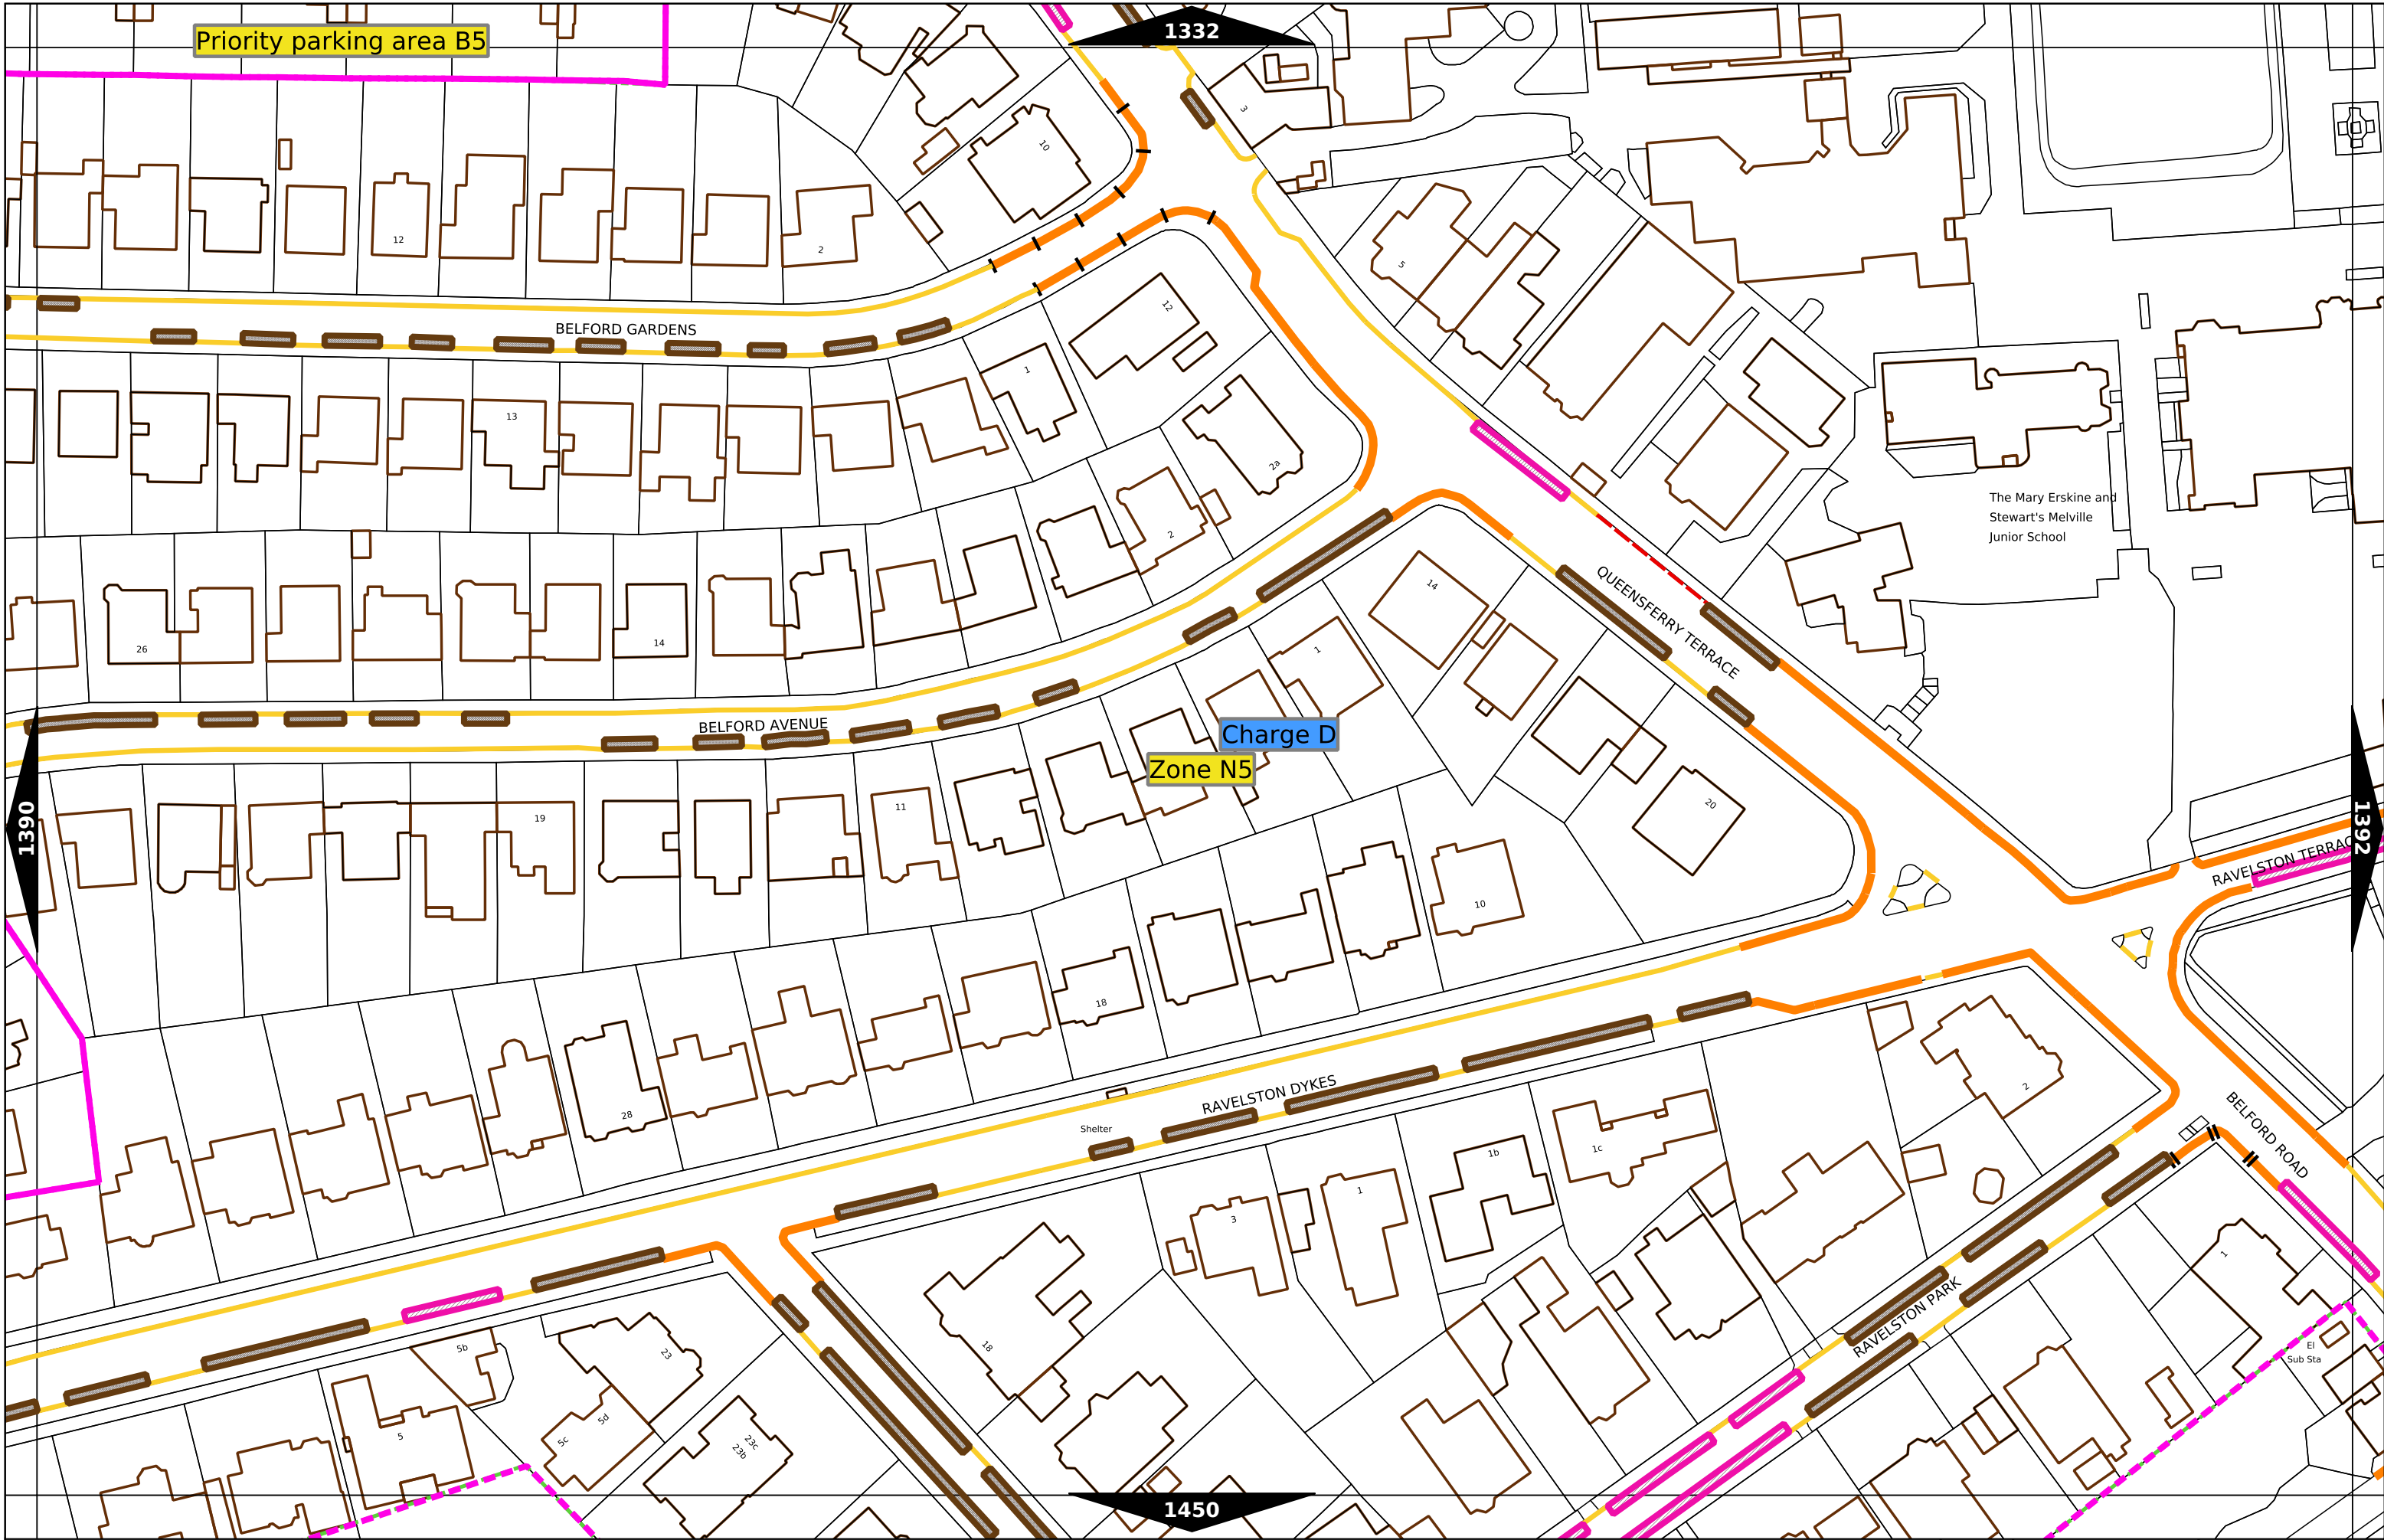 Priority parking area B5
1332
3
10
12
2
5
BELFORD GARDENS
12
1
13
2a
2
The Mary Erskine and
Stewart's Melville
Junior School
14
QUEENSFERRY TERRACE
26
14
1
BELFORD AVENUE
Charge D
Zone N5
20
1390
19
11
10
1392
RAVELSTON TERRAC
18
28
RAVELSTON DYKES
Shelter
2
BELFORD ROAD
1c
1b
1
3
1
RAVELSTON PARK
El
Sub Sta
18
5b
23
5d
5c
5
23c
23b
1450